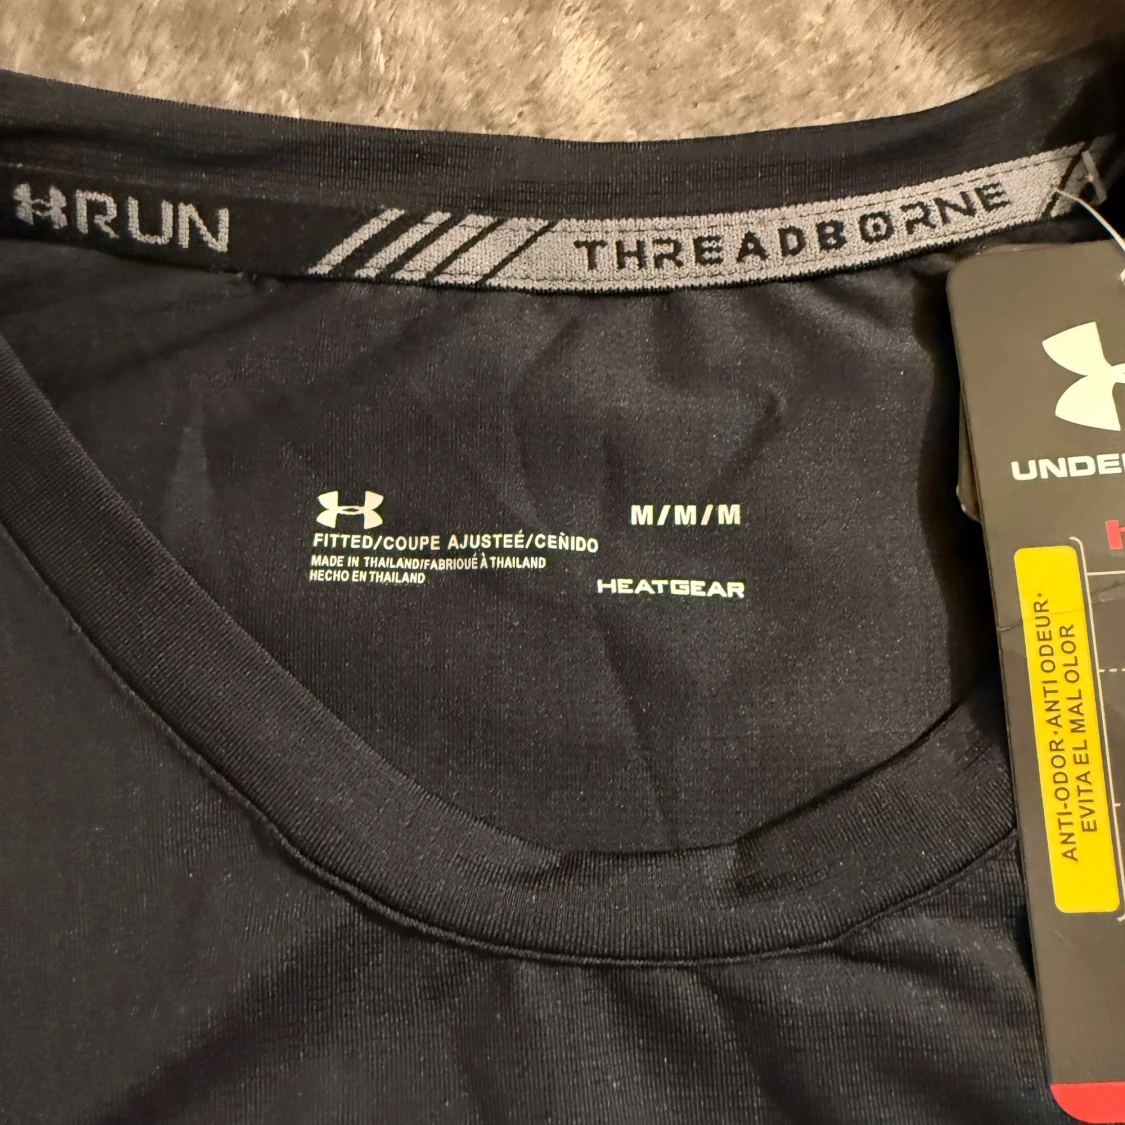 RUN
THREADBORNE
M/M/M
FITTED/COUPE AJUSTEÉ/CEÑIDO
MADE IN THAILAND/FABRIQUÉ À THAILAND
HECHO EN THAILAND
HEATGEAR
UNDE
h
ANTI-ODOR·ANTI ODEUR·
EVITA EL MAL OLOR